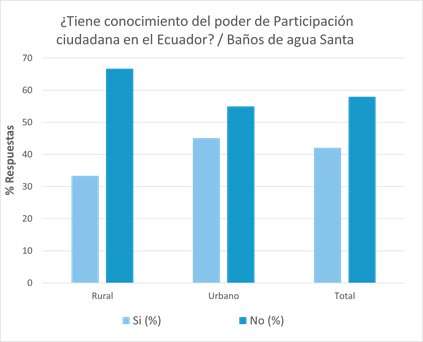 ¿Tiene conocimiento del poder de Participación
ciudadana en el Ecuador? / Baños de agua Santa
% Respuestas
70
60
50
40
30
20
10
0
Rural Urbano Total
Si (%) No (%)